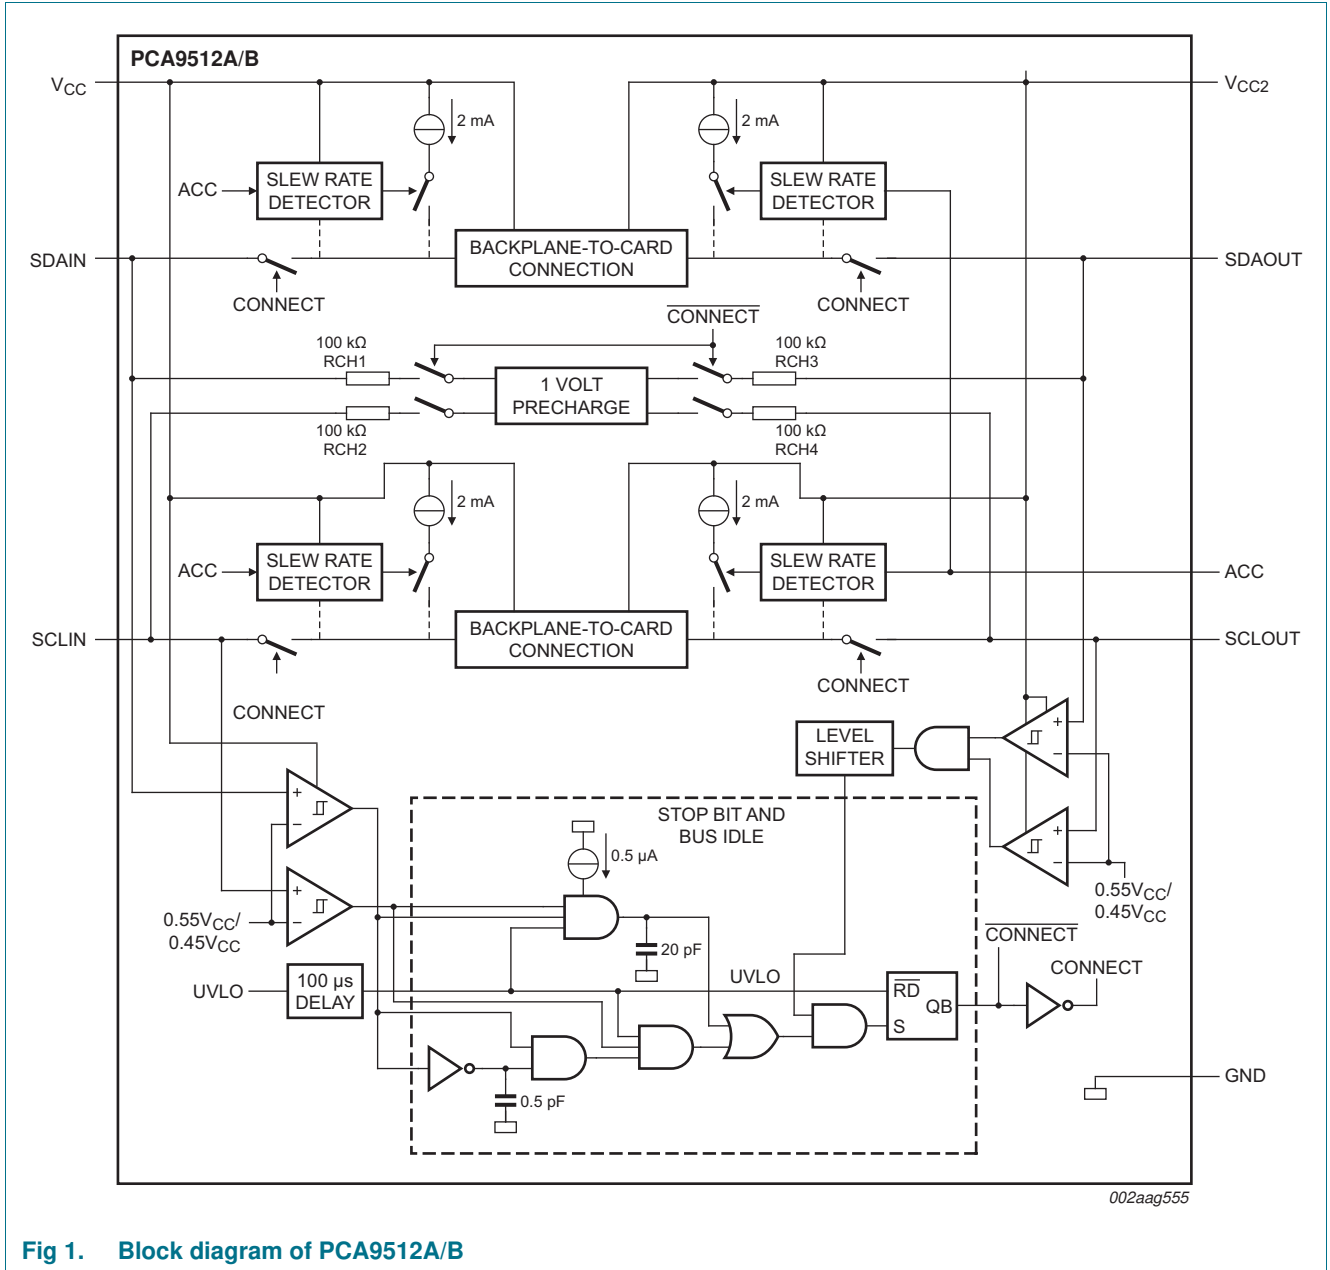 PCA9512A/B
VCC
VCC2
2 mA
2 mA
ACC
SLEW RATE
DETECTOR
SLEW RATE
DETECTOR
SDAIN
BACKPLANE-TO-CARD
CONNECTION
SDAOUT
CONNECT
CONNECT
CONNECT
100 kΩ
RCH1
100 kΩ
RCH3
1 VOLT
PRECHARGE
100 kΩ
RCH2
100 kΩ
RCH4
2 mA
2 mA
ACC
SLEW RATE
DETECTOR
SLEW RATE
DETECTOR
ACC
SCLIN
BACKPLANE-TO-CARD
CONNECTION
SCLOUT
CONNECT
CONNECT
LEVEL
SHIFTER
+
−
+
−
STOP BIT AND
BUS IDLE
+
−
0.5 µA
+
−
0.55VCC/
0.45VCC
0.55VCC/
0.45VCC
20 pF
CONNECT
CONNECT
UVLO
100 µs
DELAY
UVLO
RD
QB
S
0.5 pF
GND
002aag555
Fig 1. Block diagram of PCA9512A/B